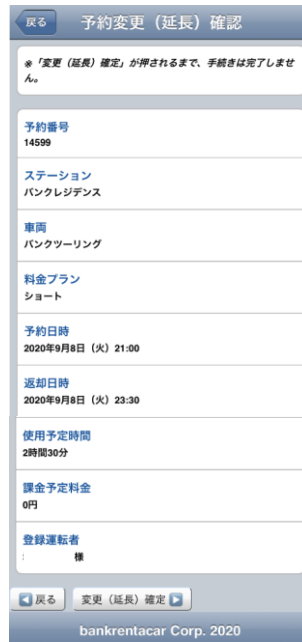 戻る
予約変更（延長）確認
※「変更（延長）確定」が押されるまで、手続きは完了しませ
ん。
予約番号
14599
ステーション
バンクレジデンス
車両
バンクツーリング
料金プラン
ショート
予約日時
2020年9月8日（火）21:00
返却日時
2020年9月8日（火）23:30
使用予定時間
2時間30分
課金予定料金
0円
登録運転者
: 様
戻る
変更（延長）確定
bankrentacar Corp. 2020